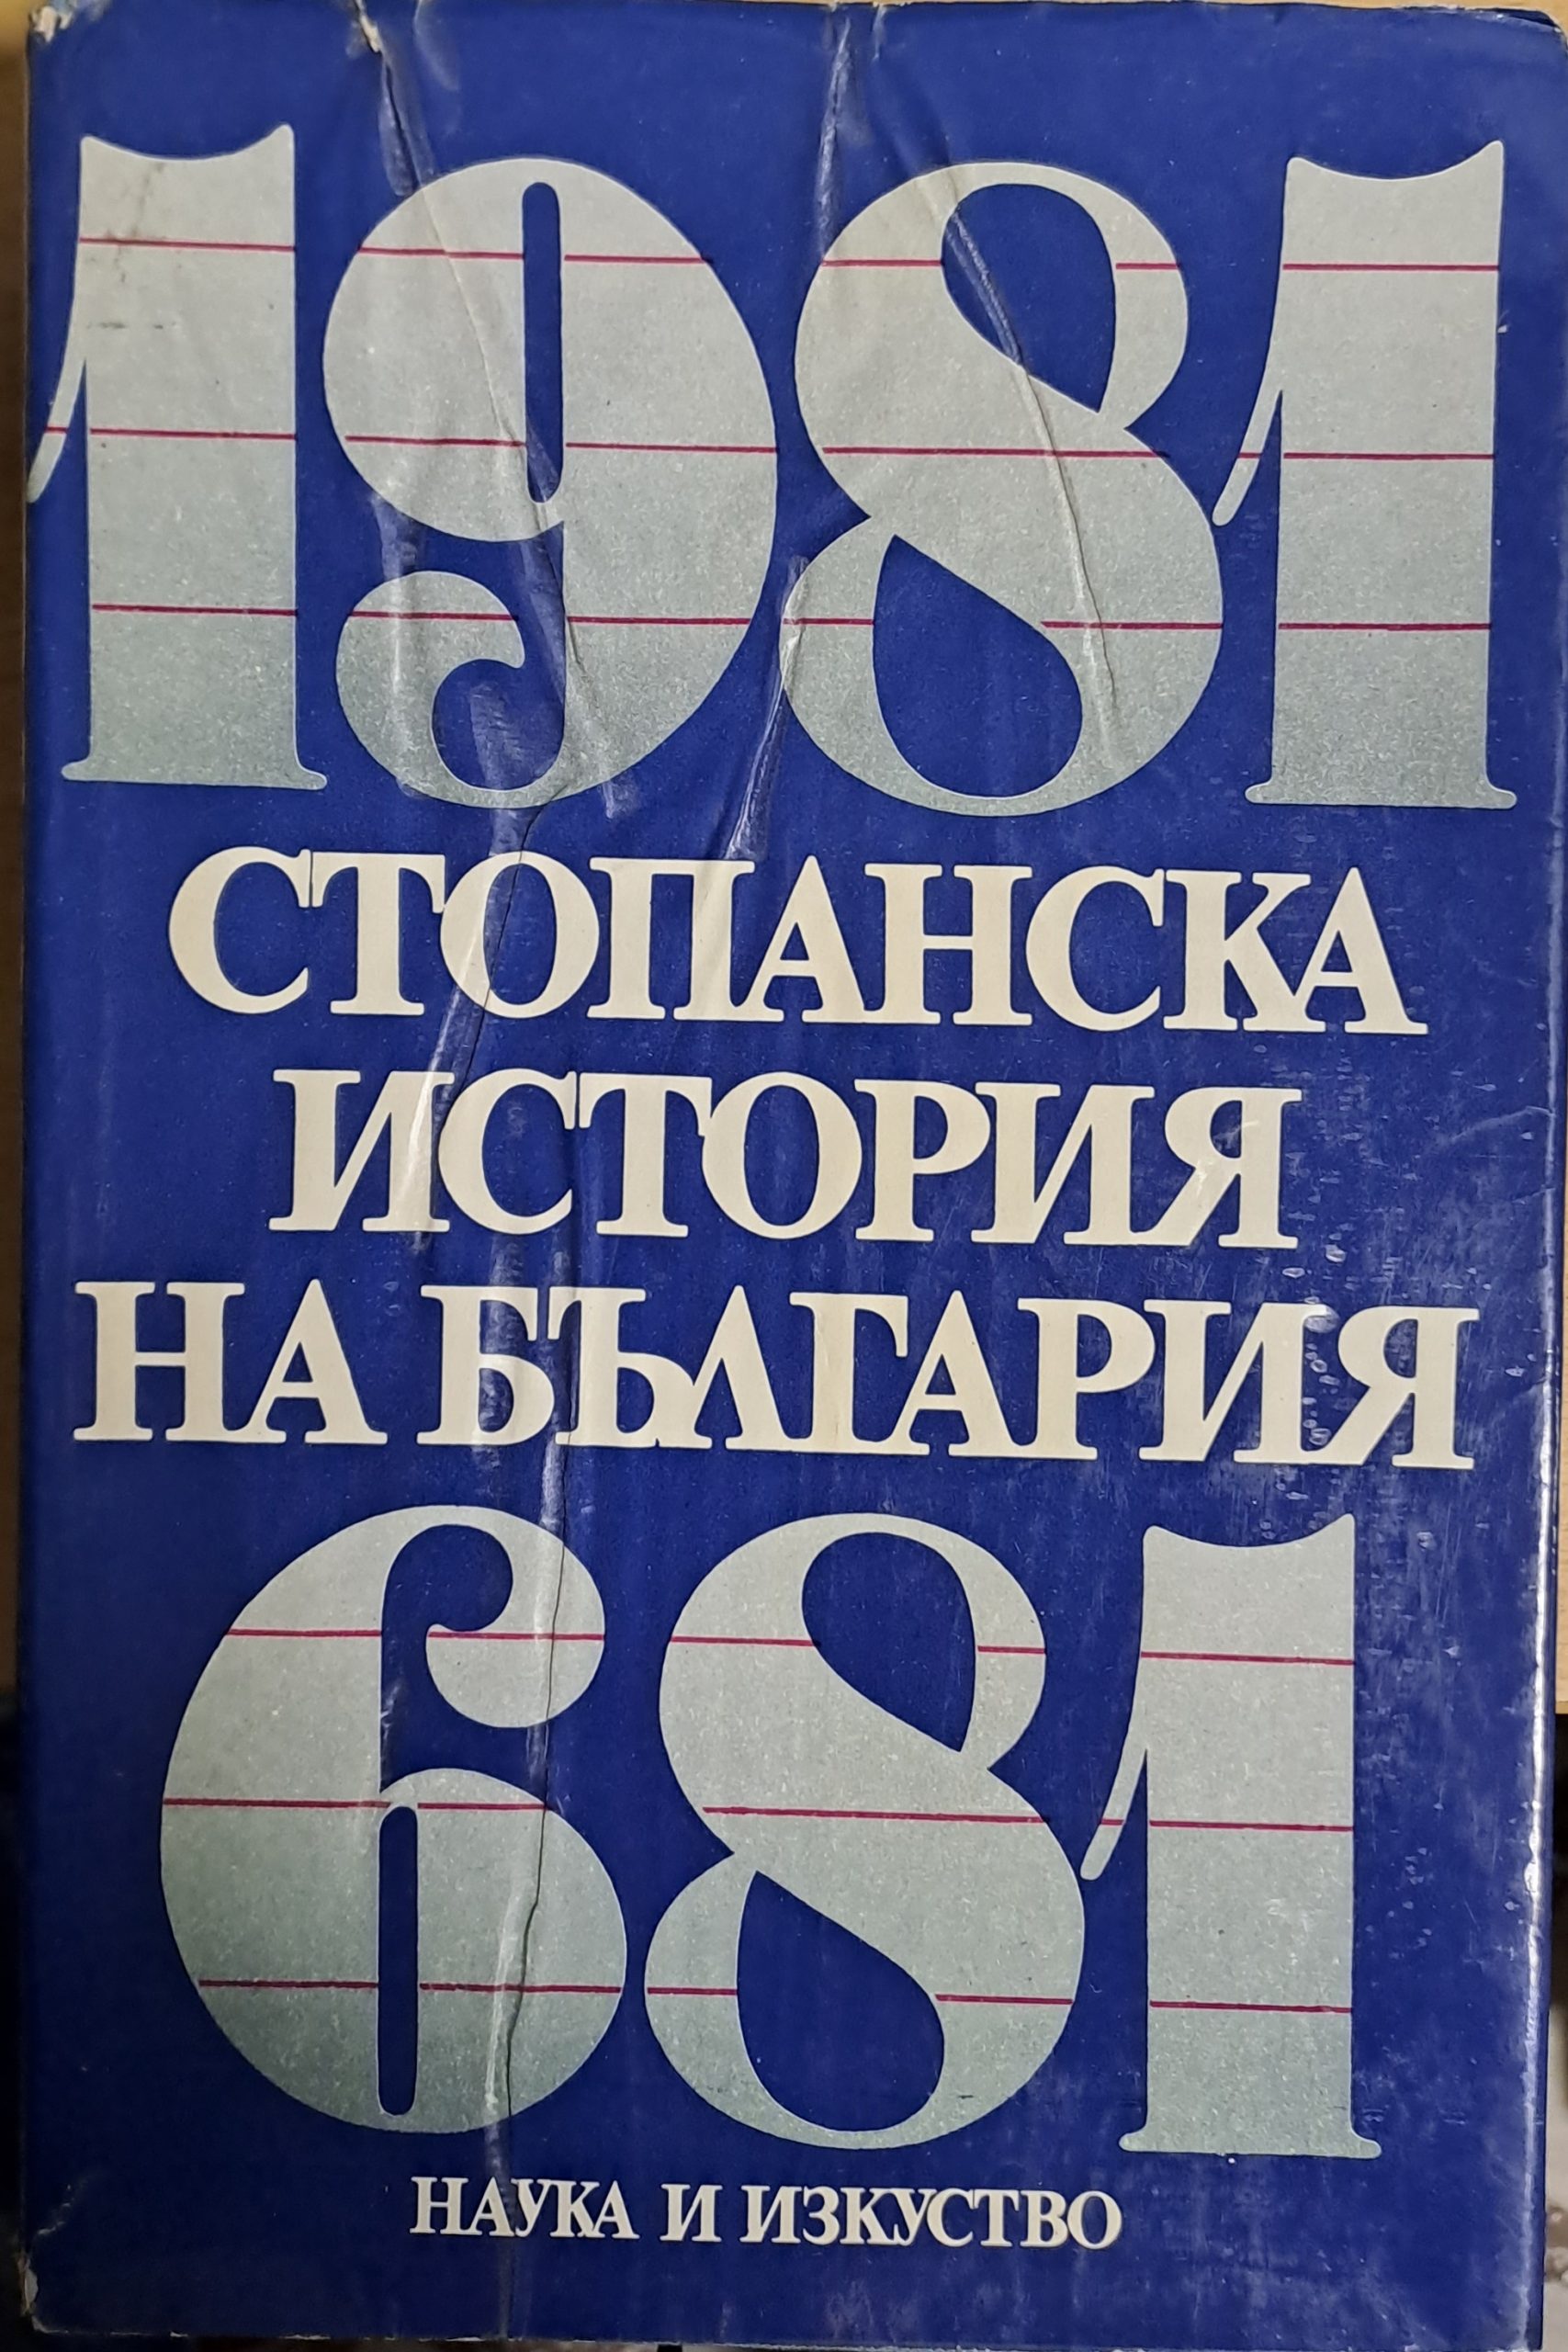 1981
СТОПАНСКА
ИСТОРИЯ
НА БЪЛГАРИЯ
681
НАУКА И ИЗКУСТВО